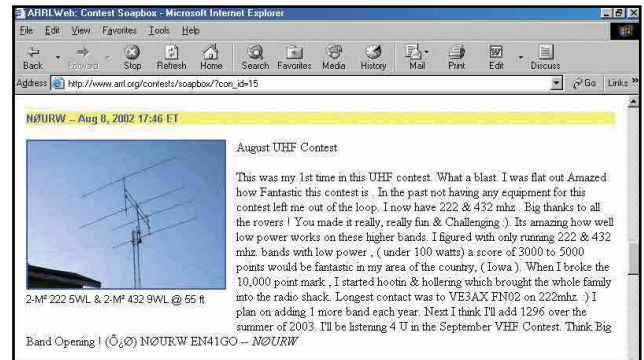 ARRLWeb: Contest Soapbox - Microsoft Internet Explorer
File Edit View Favorites Tools Help
Back Forward Stop Refresh Home Search Favorites Media History Mail Print Edit Discuss
Address http://www.arrl.org/contests/soapbox/?con_id=15 Go Links »
NØURW -- Aug 8, 2002 17:46 ET
August UHF Contest
This was my 1st time in this UHF contest. What a blast. I was flat out Amazed
how Fantastic this contest is . In the past not having any equipment for this
contest left me out of the loop. I now have 222 & 432 mhz . Big thanks to all
the rovers ! You made it really, really fun & Challenging :). Its amazing how well
low power works on these higher bands. I figured with only running 222 & 432
mhz. bands with low power , ( under 100 watts) a score of 3000 to 5000
points would be fantastic in my area of the country, ( Iowa ). When I broke the
10,000 point mark , I started hootin & hollering which brought the whole family
into the radio shack. Longest contact was to VE3AX FN02 on 222mhz. :) I
plan on adding 1 more band each year. Next I think I'll add 1296 over the
summer of 2003. I'll be listening 4 U in the September VHF Contest. Think Big
Band Opening ! (Õ¿Ø) NØURW EN41GO -- NØURW
2-M² 222 5WL & 2-M² 432 9WL @ 55 ft